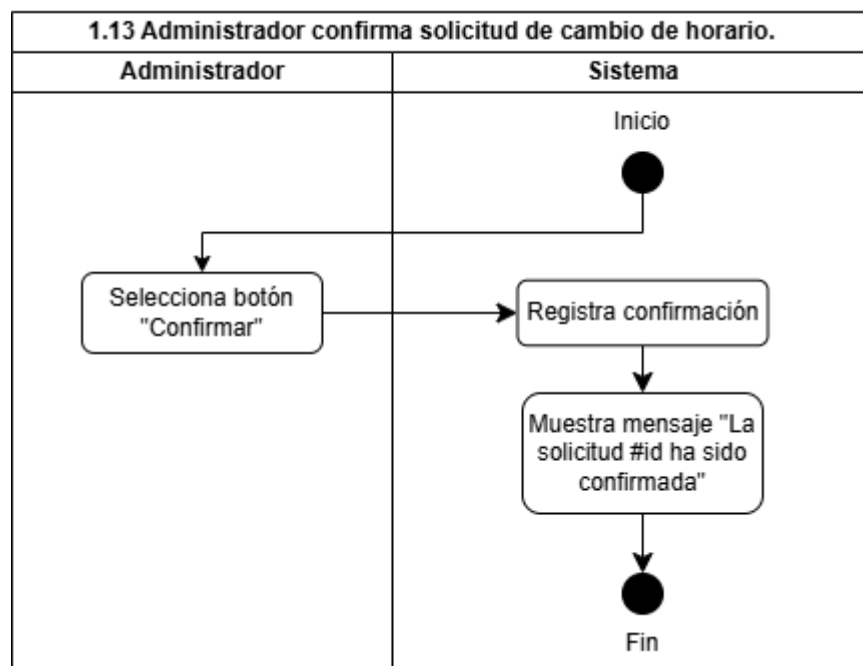 1.13 Administrador confirma solicitud de cambio de horario.
Administrador
Sistema
Inicio
Selecciona botón
"Confirmar"
Registra confirmación
Muestra mensaje "La
solicitud #id ha sido
confirmada"
Fin